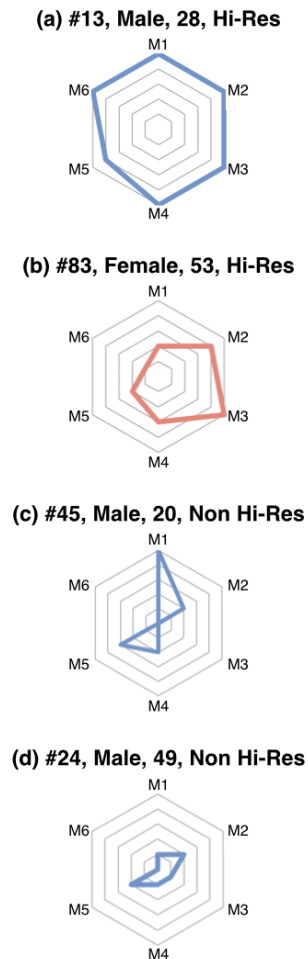 (a) #13, Male, 28, Hi-Res
M1
M6 M2
M5 M3
M4
(b) #83, Female, 53, Hi-Res
M1
M6 M2
M5 M3
M4
(c) #45, Male, 20, Non Hi-Res
M1
M6 M2
M5 M3
M4
(d) #24, Male, 49, Non Hi-Res
M1
M6 M2
M5 M3
M4